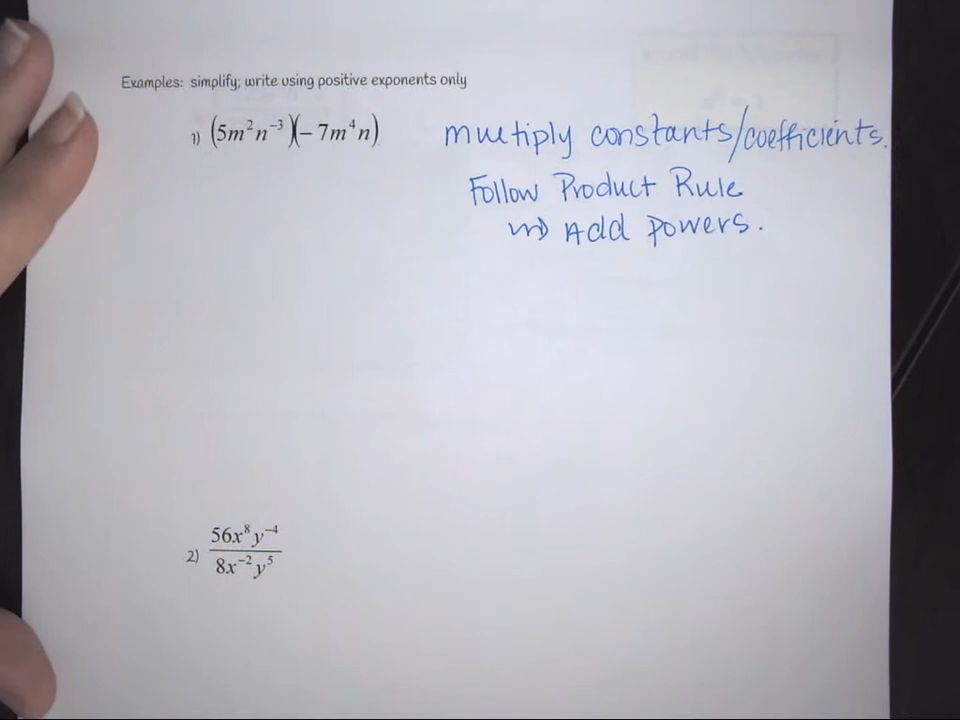 Examples: simplify; write using positive exponents only
1) (5m²n⁻³)(– 7m⁴n)
multiply constants/coefficients.
Follow Product Rule
⇝ Add powers.
2) 56x⁸y⁻⁴
8x⁻²y⁵